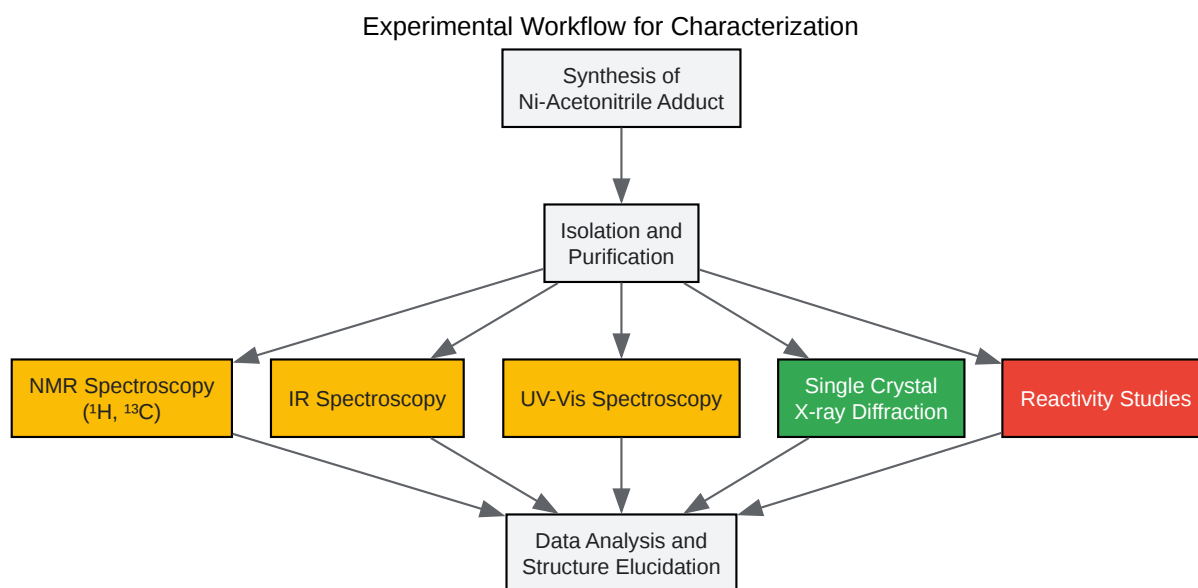 Experimental Workflow for Characterization
Synthesis of
Ni-Acetonitrile Adduct
Isolation and
Purification
NMR Spectroscopy
(¹H, ¹³C)
IR Spectroscopy
UV-Vis Spectroscopy
Single Crystal
X-ray Diffraction
Reactivity Studies
Data Analysis and
Structure Elucidation